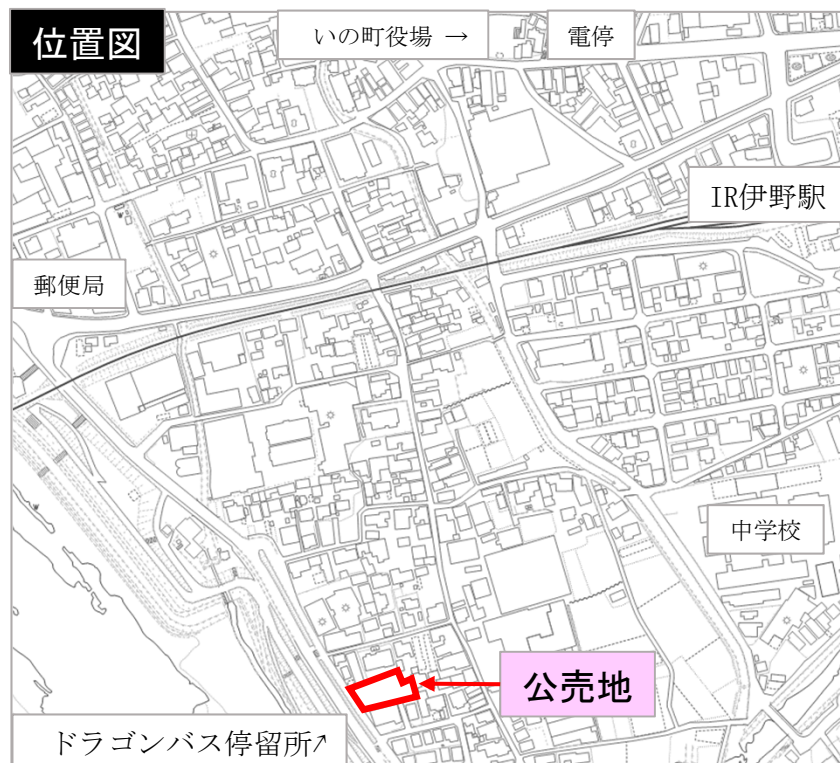 位置図
いの町役場 →
電停
IR伊野駅
郵便局
中学校
公売地
ドラゴンバス停留所↗